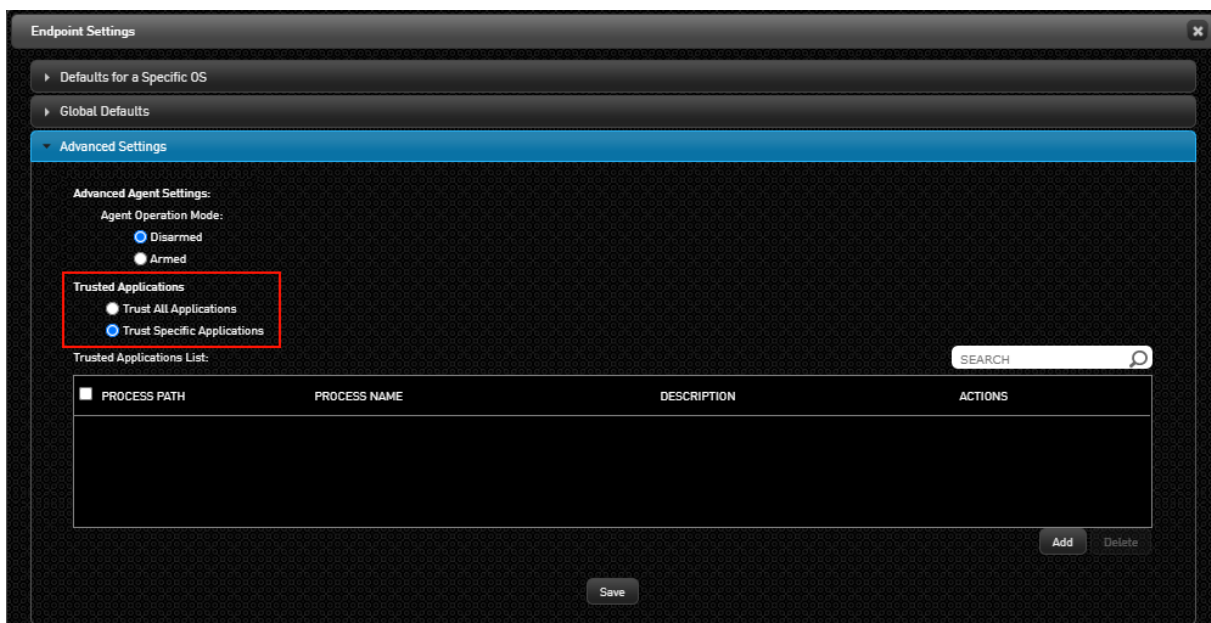 Endpoint Settings
Defaults for a Specific OS
Global Defaults
Advanced Settings
Advanced Agent Settings:
Agent Operation Mode:
Disarmed
Armed
Trusted Applications
Trust All Applications
Trust Specific Applications
Trusted Applications List:
SEARCH
PROCESS PATH PROCESS NAME DESCRIPTION ACTIONS
Add Delete
Save